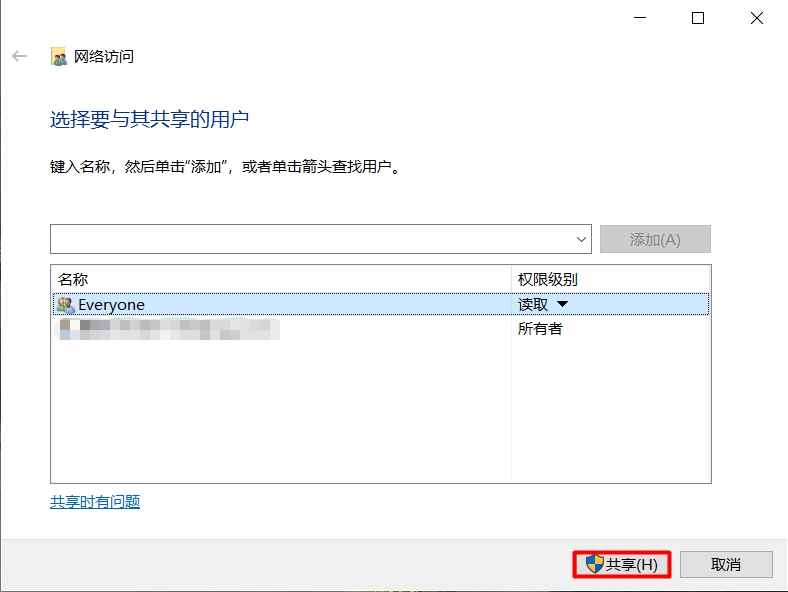 网络访问
选择要与其共享的用户
键入名称，然后单击“添加”，或者单击箭头查找用户。
添加(A)
名称 权限级别
Everyone 读取
所有者
共享时有问题
共享(H) 取消